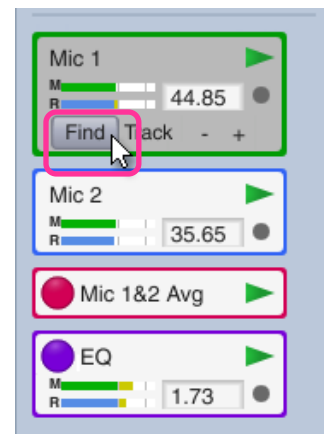 Mic 1
M
R 44.85
Find Track - +
Mic 2
M
R 35.65
Mic 1&2 Avg
EQ
M
R 1.73